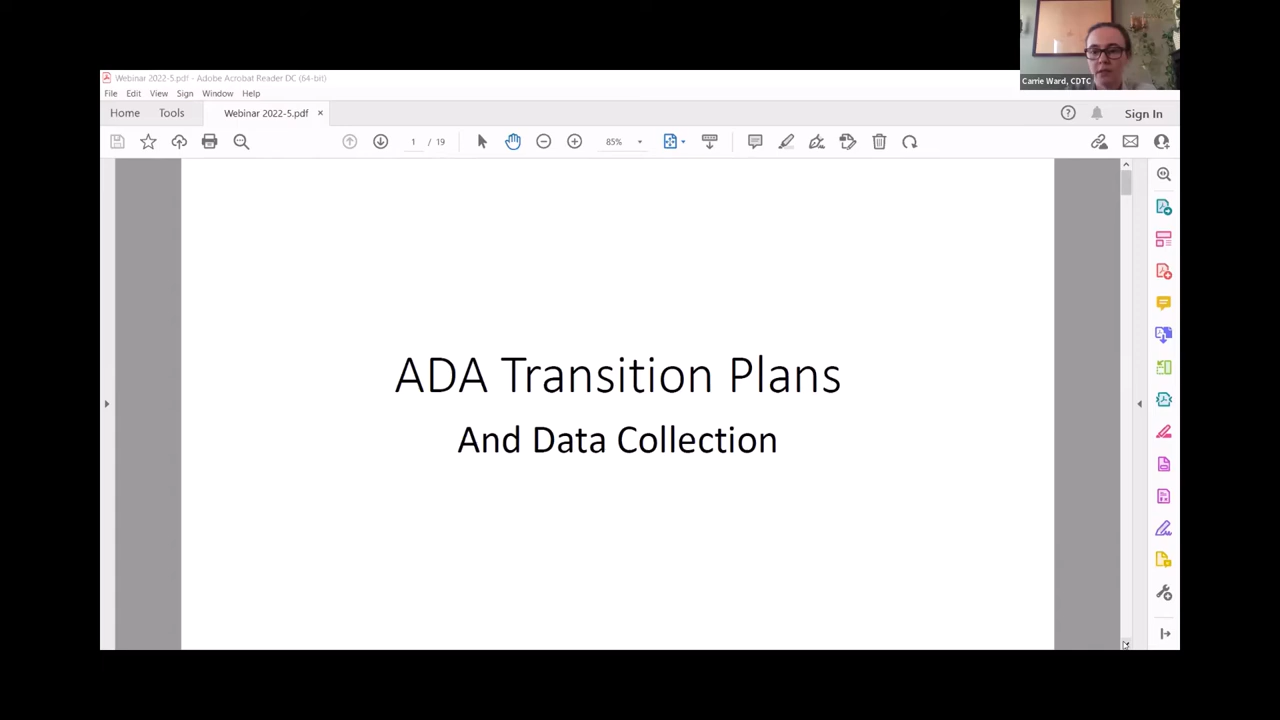 Carrie Ward, CDTC
Webinar 2022-5.pdf - Adobe Acrobat Reader DC (64-bit)
File Edit View Sign Window Help
Home Tools Webinar 2022-5.pdf × Sign In
1 / 19 85%
ADA Transition Plans
And Data Collection